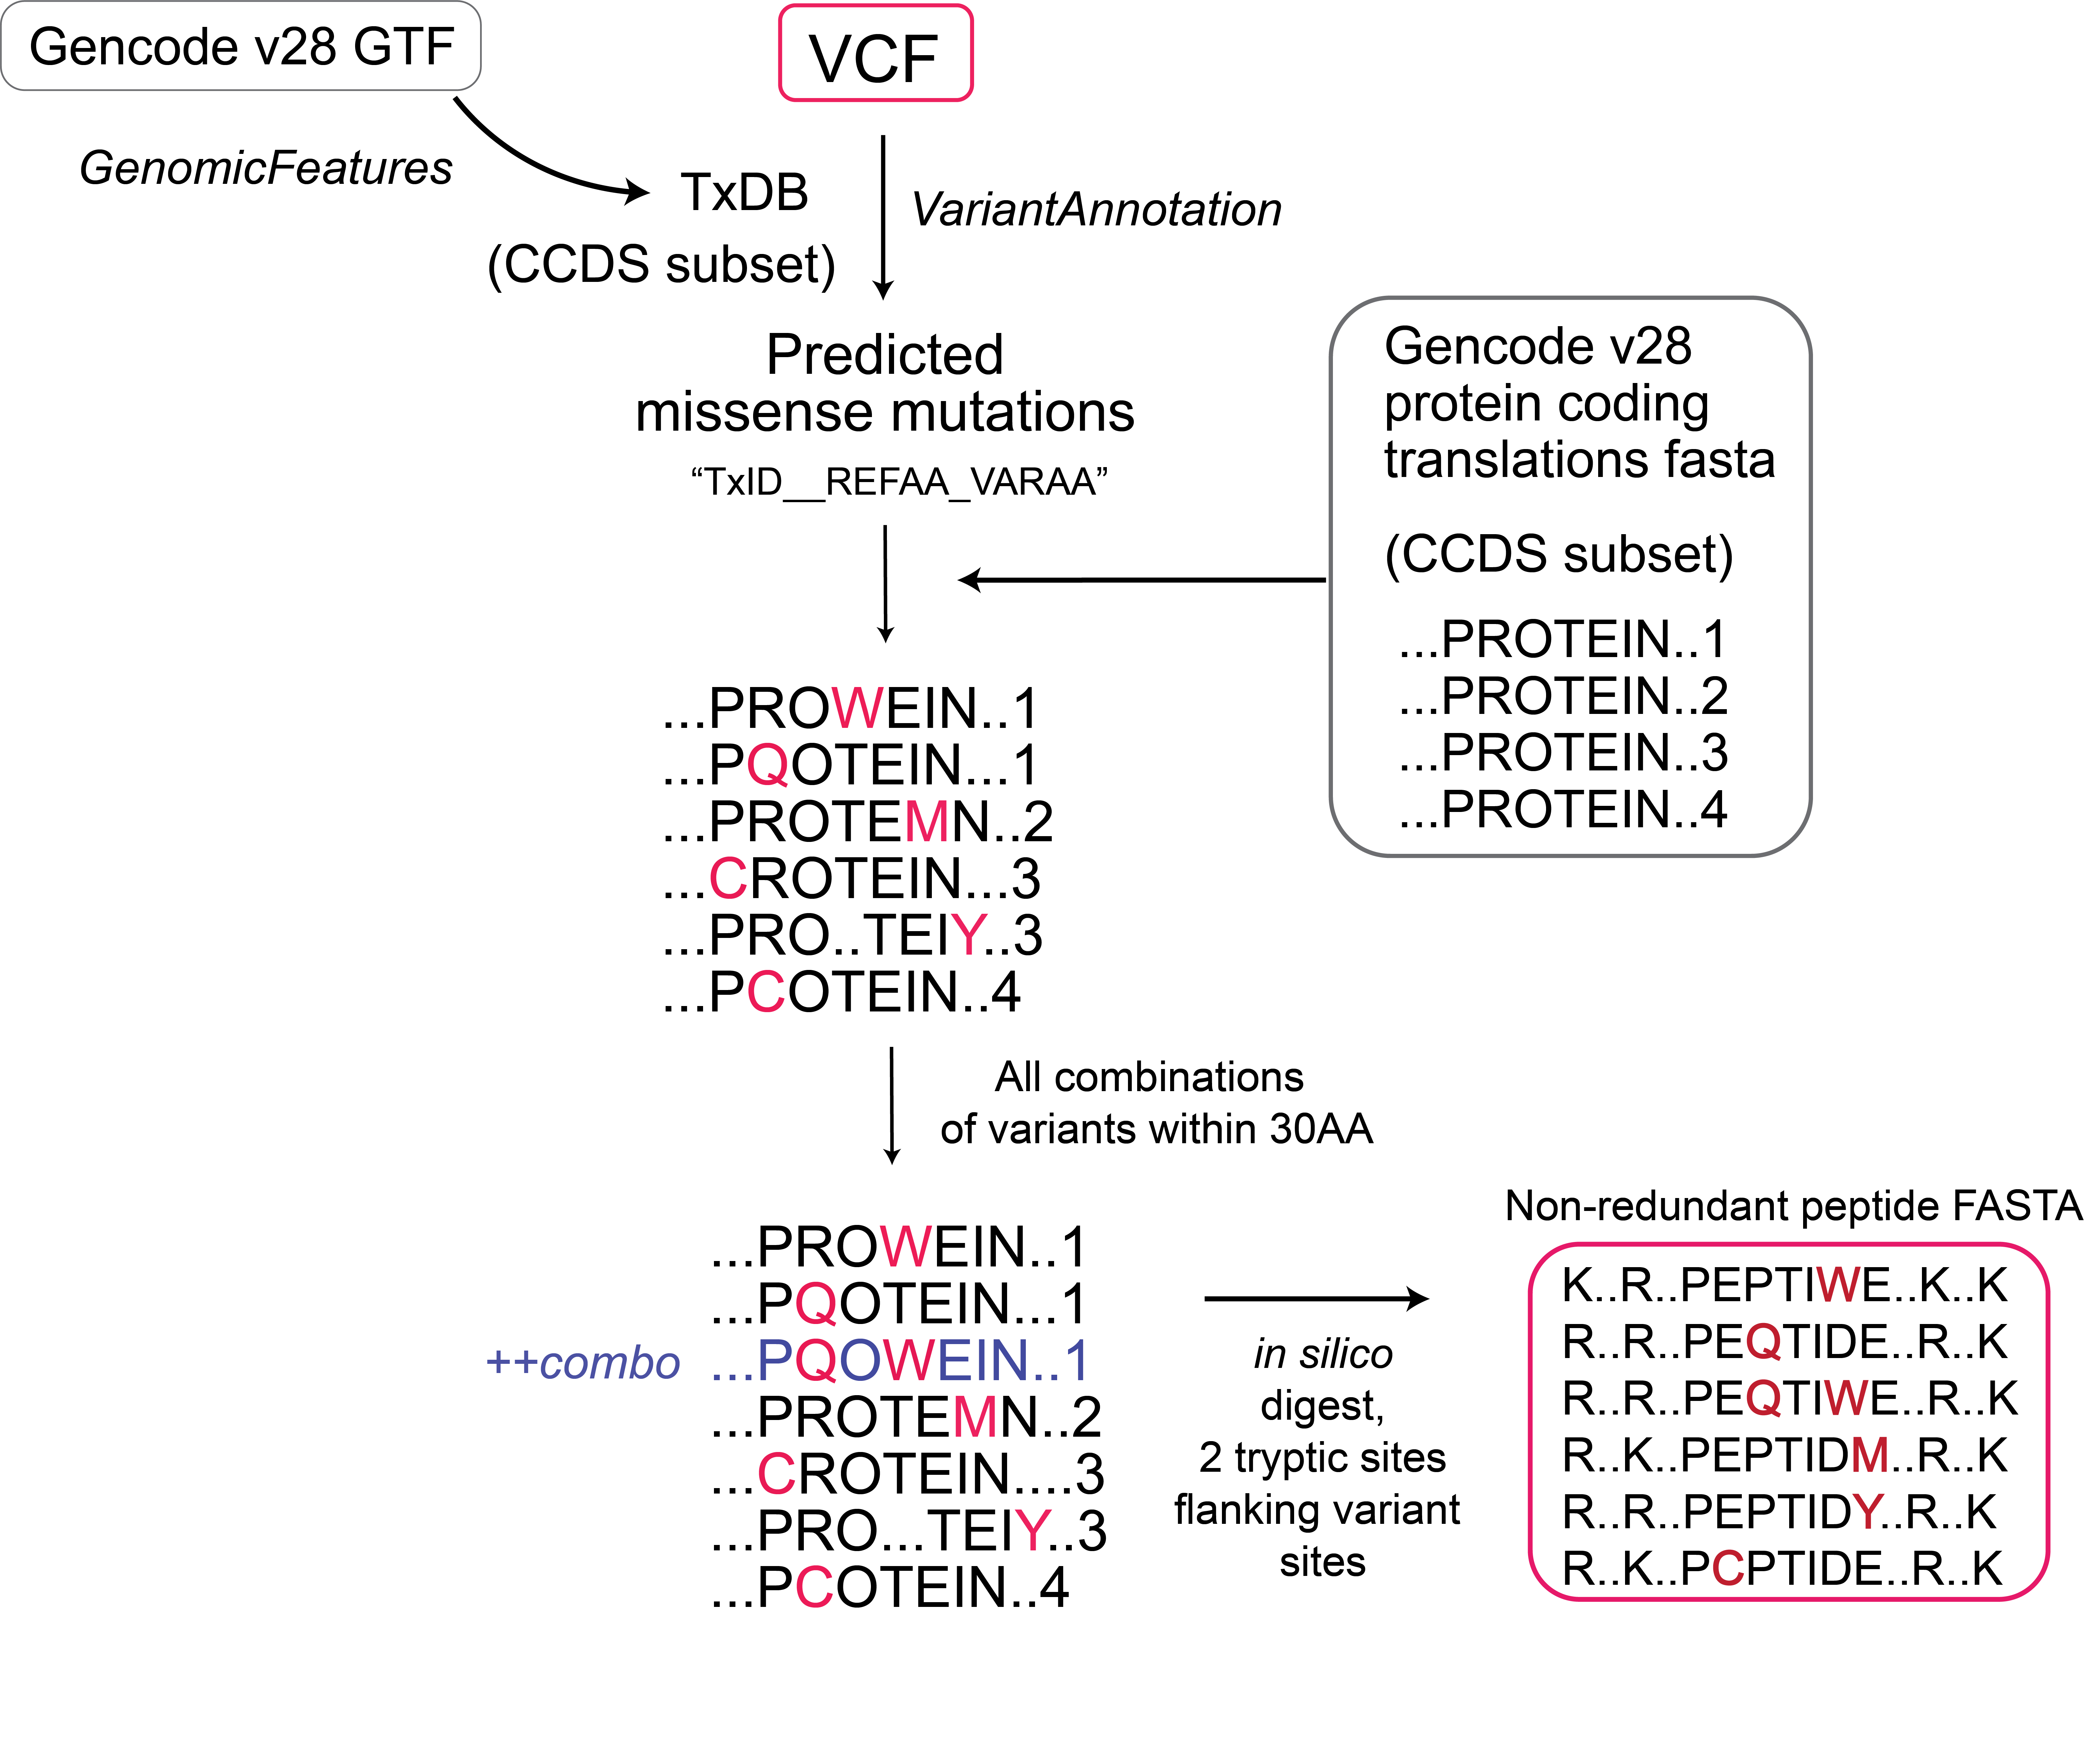 Gencode v28 GTF
VCF
GenomicFeatures
TxDB
(CCDS subset)
VariantAnnotation
Predicted
missense mutations
“TxID__REFAA_VARAA”
Gencode v28
protein coding
translations fasta
(CCDS subset)
...PROTEIN..1
...PROTEIN..2
...PROTEIN..3
...PROTEIN..4
...PROWEIN..1
...PQOTEIN...1
...PROTEMN..2
...CROTEIN...3
...PRO..TEIY..3
...PCOTEIN..4
All combinations
of variants within 30AA
...PROWEIN..1
...PQOTEIN...1
++combo ...PQOWEIN..1
...PROTEMN..2
...CROTEIN....3
...PRO...TEIY..3
...PCOTEIN..4
in silico
digest,
2 tryptic sites
flanking variant
sites
Non-redundant peptide FASTA
K..R..PEPTIWE..K..K
R..R..PEQTIDE..R..K
R..R..PEQTIWE..R..K
R..K..PEPTIDM..R..K
R..R..PEPTIDY..R..K
R..K..PCPTIDE..R..K